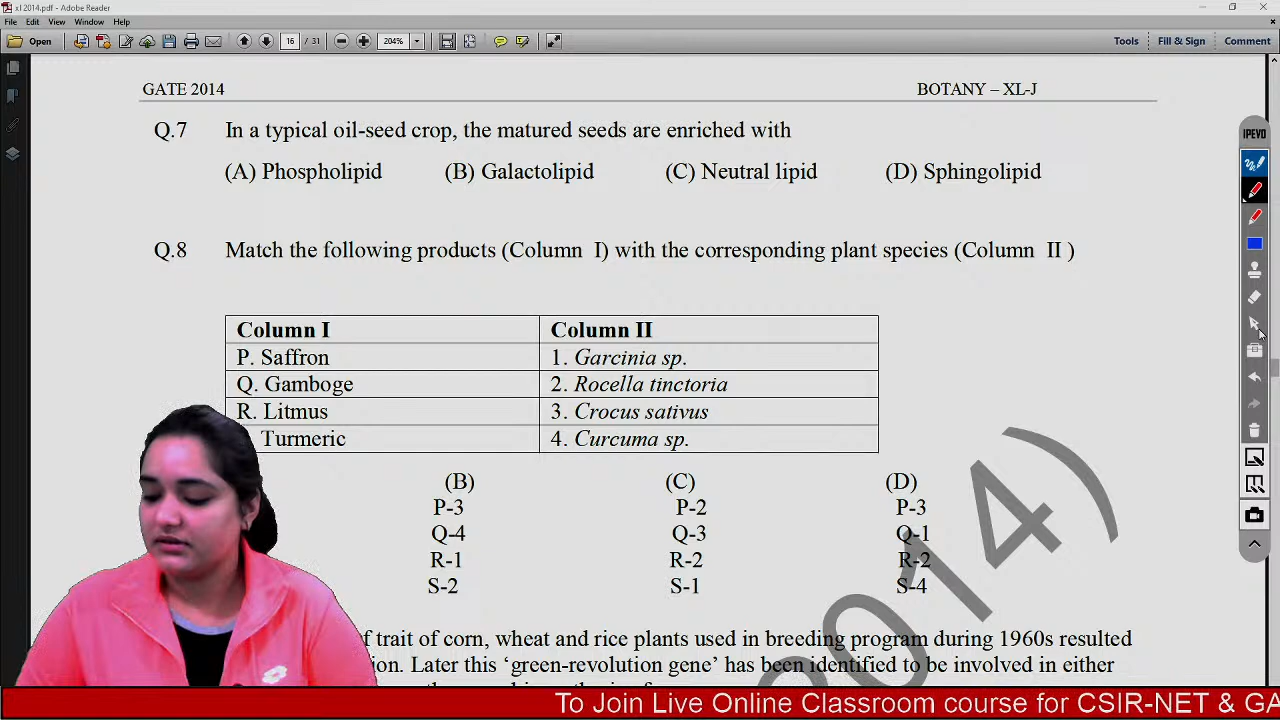 xl 2014.pdf - Adobe Reader
File Edit View Window Help
Open 16 / 31 204% Tools Fill & Sign Comment
GATE 2014 BOTANY – XL-J
Q.7 In a typical oil-seed crop, the matured seeds are enriched with
(A) Phospholipid (B) Galactolipid (C) Neutral lipid (D) Sphingolipid
Q.8 Match the following products (Column I) with the corresponding plant species (Column II )
Column I Column II
P. Saffron 1. Garcinia sp.
Q. Gamboge 2. Rocella tinctoria
R. Litmus 3. Crocus sativus
Turmeric 4. Curcuma sp.
(B) (C) (D)
P-3 P-2 P-3
Q-4 Q-3 Q-1
R-1 R-2 R-2
S-2 S-1 S-4
f trait of corn, wheat and rice plants used in breeding program during 1960s resulted
ion. Later this ‘green-revolution gene’ has been identified to be involved in either
2014)
IPEVO
To Join Live Online Classroom course for CSIR-NET & GA